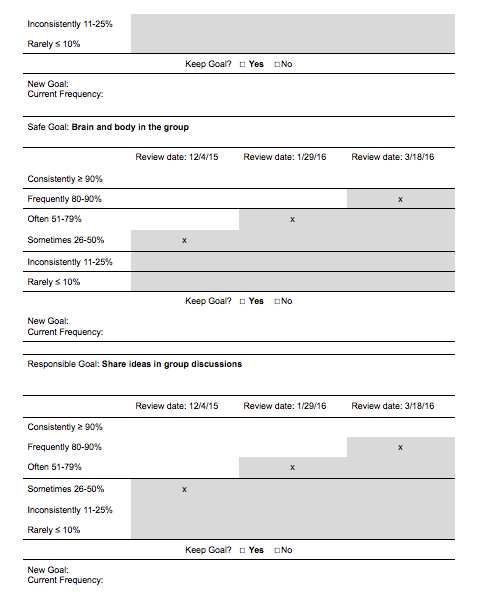 Inconsistently 11-25%
Rarely ≤ 10%
Keep Goal? □ Yes □No
New Goal:
Current Frequency:
Safe Goal: Brain and body in the group
Review date: 12/4/15 Review date: 1/29/16 Review date: 3/18/16
Consistently ≥ 90%
Frequently 80-90% x
Often 51-79% x
Sometimes 26-50% x
Inconsistently 11-25%
Rarely ≤ 10%
Keep Goal? □ Yes □No
New Goal:
Current Frequency:
Responsible Goal: Share ideas in group discussions
Review date: 12/4/15 Review date: 1/29/16 Review date: 3/18/16
Consistently ≥ 90%
Frequently 80-90% x
Often 51-79% x
Sometimes 26-50% x
Inconsistently 11-25%
Rarely ≤ 10%
Keep Goal? □ Yes □No
New Goal:
Current Frequency: